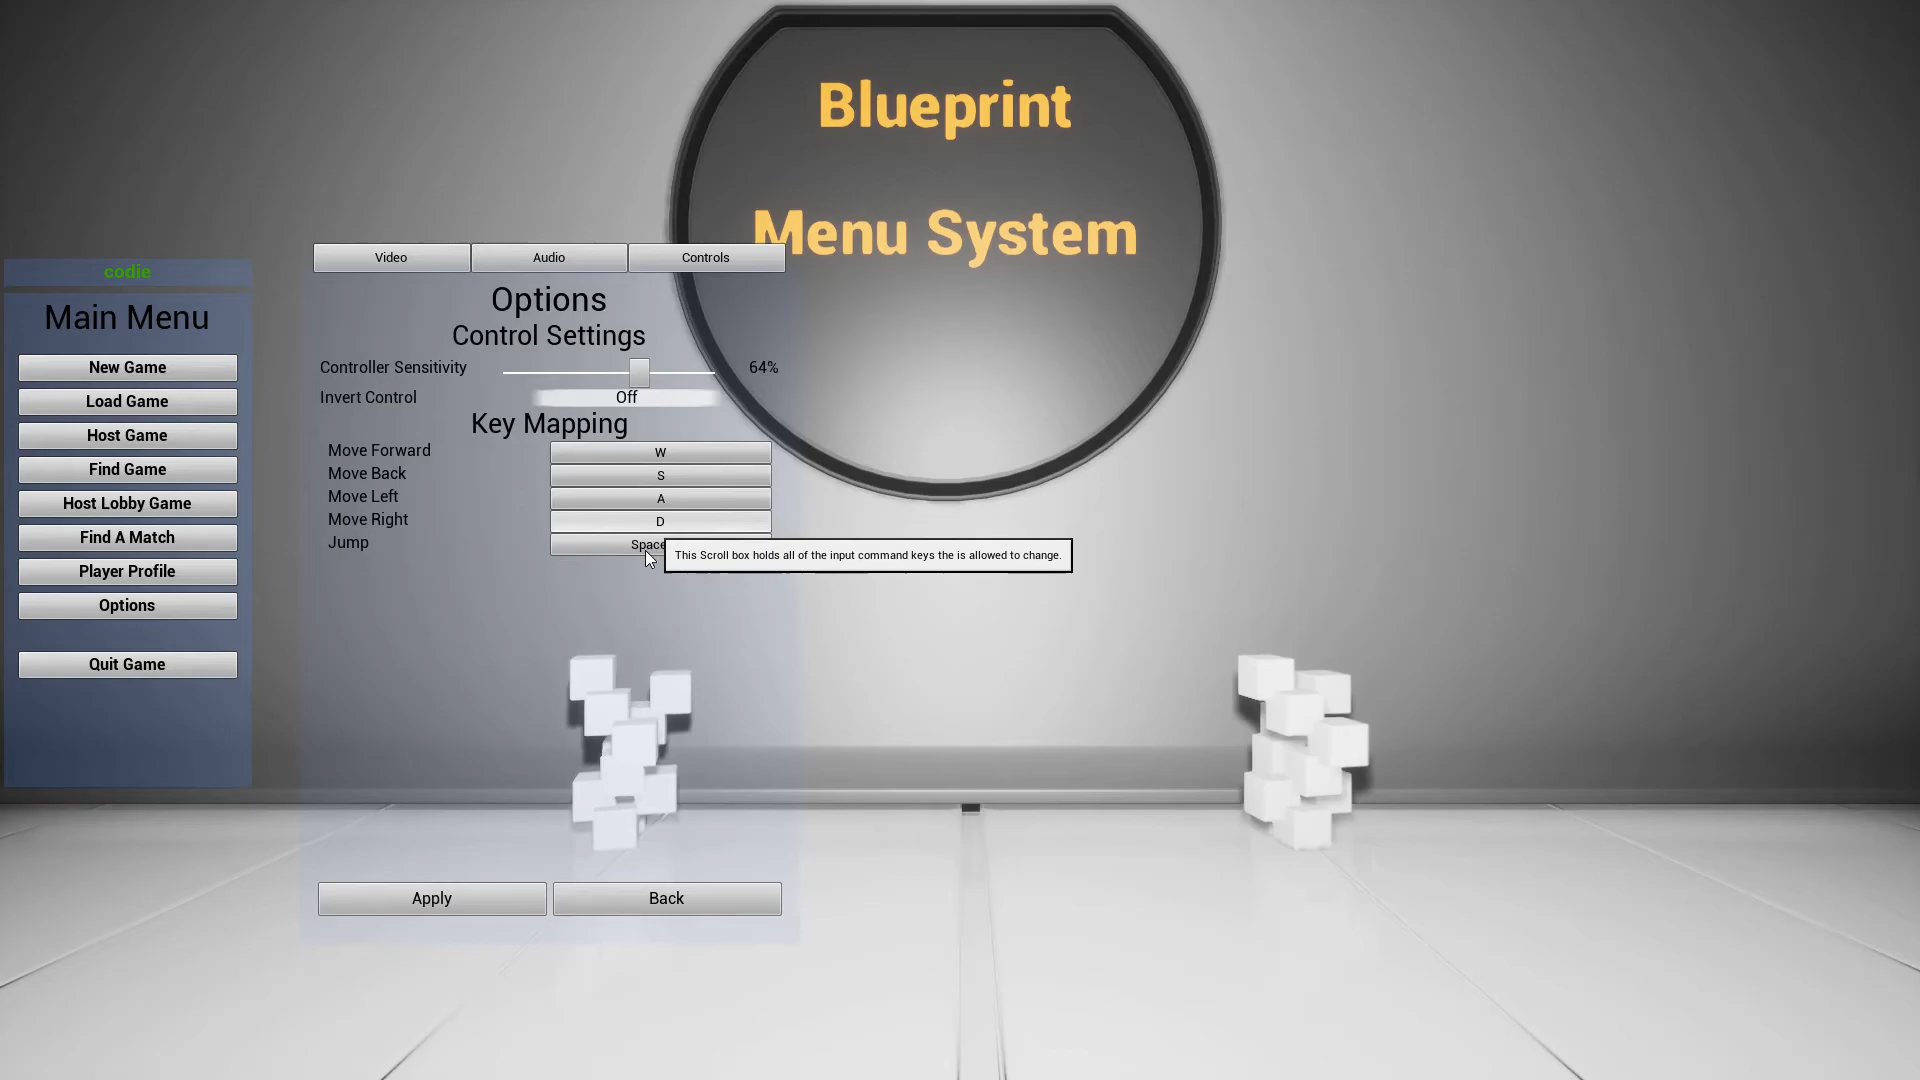 Blueprint
Menu System
codie
Main Menu
New Game
Load Game
Host Game
Find Game
Host Lobby Game
Find A Match
Player Profile
Options
Quit Game
Video Audio Controls
Options
Control Settings
Controller Sensitivity 64%
Invert Control Off
Key Mapping
Move Forward W
Move Back S
Move Left A
Move Right D
Jump Space
This Scroll box holds all of the input command keys the is allowed to change.
Apply Back